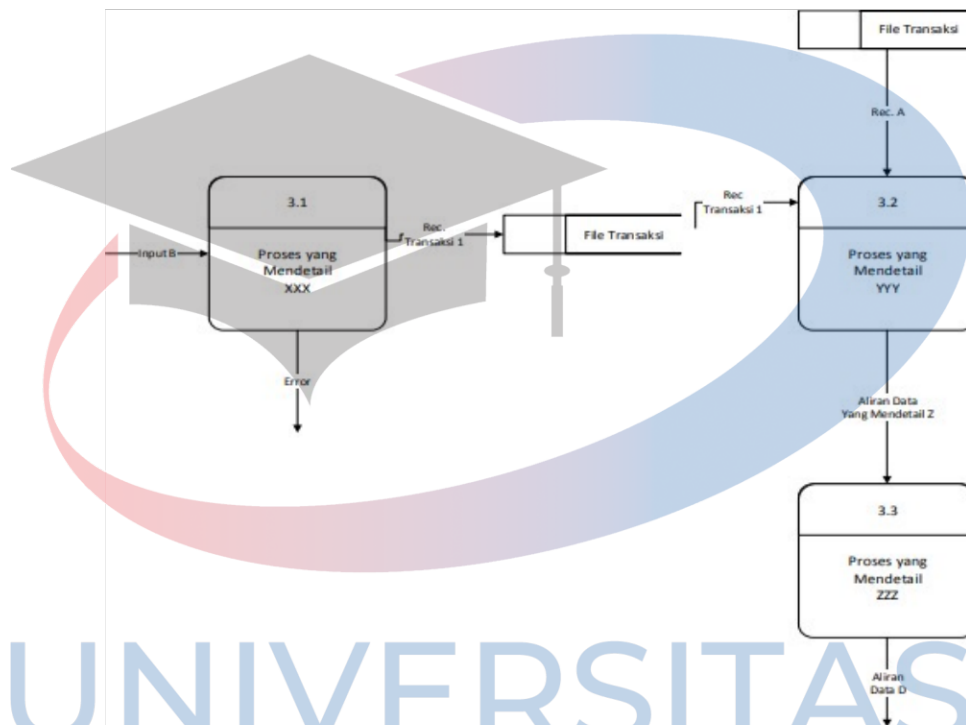 File Transaksi
Rec. A
3.1
Proses yang
Mendetail
XXX
Input B
Rec.
Transaksi 1
File Transaksi
Rec
Transaksi 1
3.2
Proses yang
Mendetail
YYY
Error
Aliran Data
Yang Mendetail Z
3.3
Proses yang
Mendetail
ZZZ
Aliran
Data D
UNIVERSITAS